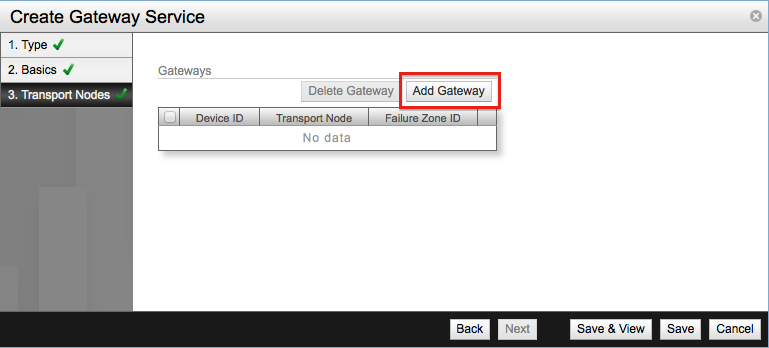 Create Gateway Service
1. Type
2. Basics
3. Transport Nodes
Gateways
Delete Gateway Add Gateway
Device ID Transport Node Failure Zone ID
No data
Back Next Save & View Save Cancel